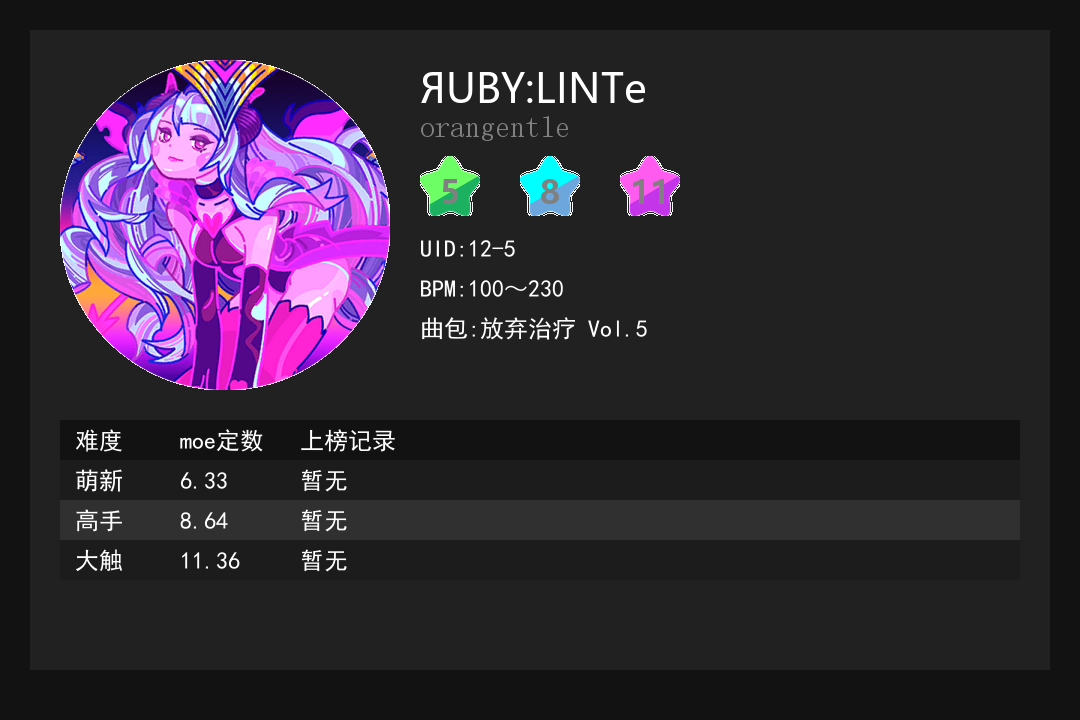 ЯUBY:LINTe
orangentle
5 8 11
UID:12-5
BPM:100～230
曲包:放弃治疗 Vol.5
难度 moe定数 上榜记录
萌新 6.33 暂无
高手 8.64 暂无
大触 11.36 暂无